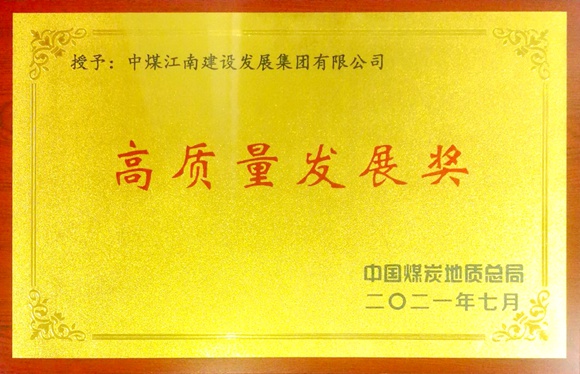 授予：中煤江南建设发展集团有限公司
高质量发展奖
中国煤炭地质总局
二〇二一年七月